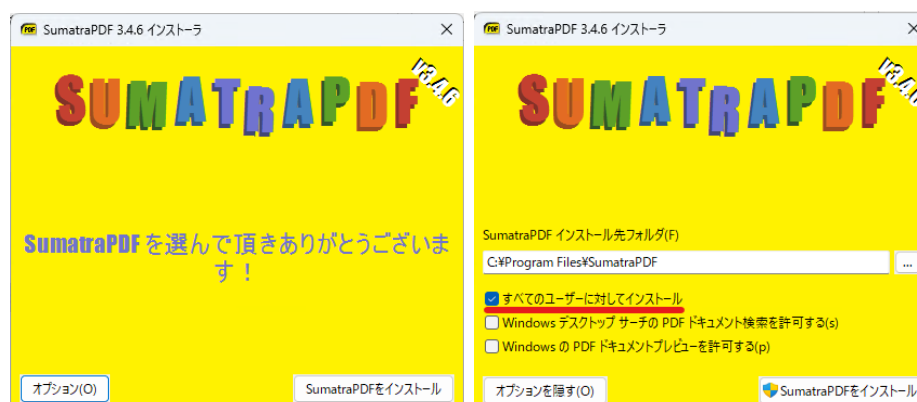 SumatraPDF 3.4.6 インストーラ
SUMATRAPDF
v3.4.6
SumatraPDF を選んで頂きありがとうございま
す！
オプション(O)
SumatraPDFをインストール
SumatraPDF 3.4.6 インストーラ
SUMATRAPDF
v3.4.6
SumatraPDF インストール先フォルダ(F)
C:¥Program Files¥SumatraPDF
...
すべてのユーザーに対してインストール
Windows デスクトップ サーチの PDF ドキュメント検索を許可する(s)
Windows の PDF ドキュメントプレビューを許可する(p)
オプションを隠す(O)
SumatraPDFをインストール